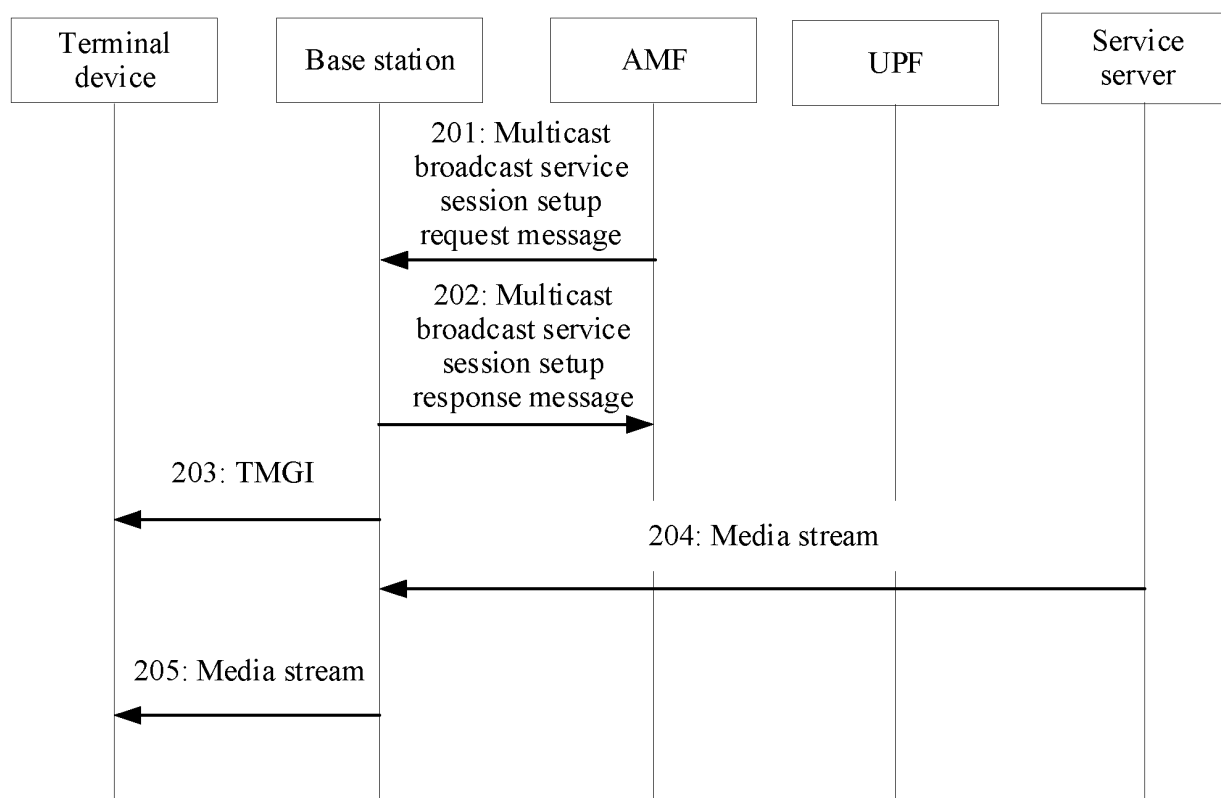 Terminal
device
Base station
AMF
UPF
Service
server
201: Multicast
broadcast service
session setup
request message
202: Multicast
broadcast service
session setup
response message
203: TMGI
204: Media stream
205: Media stream